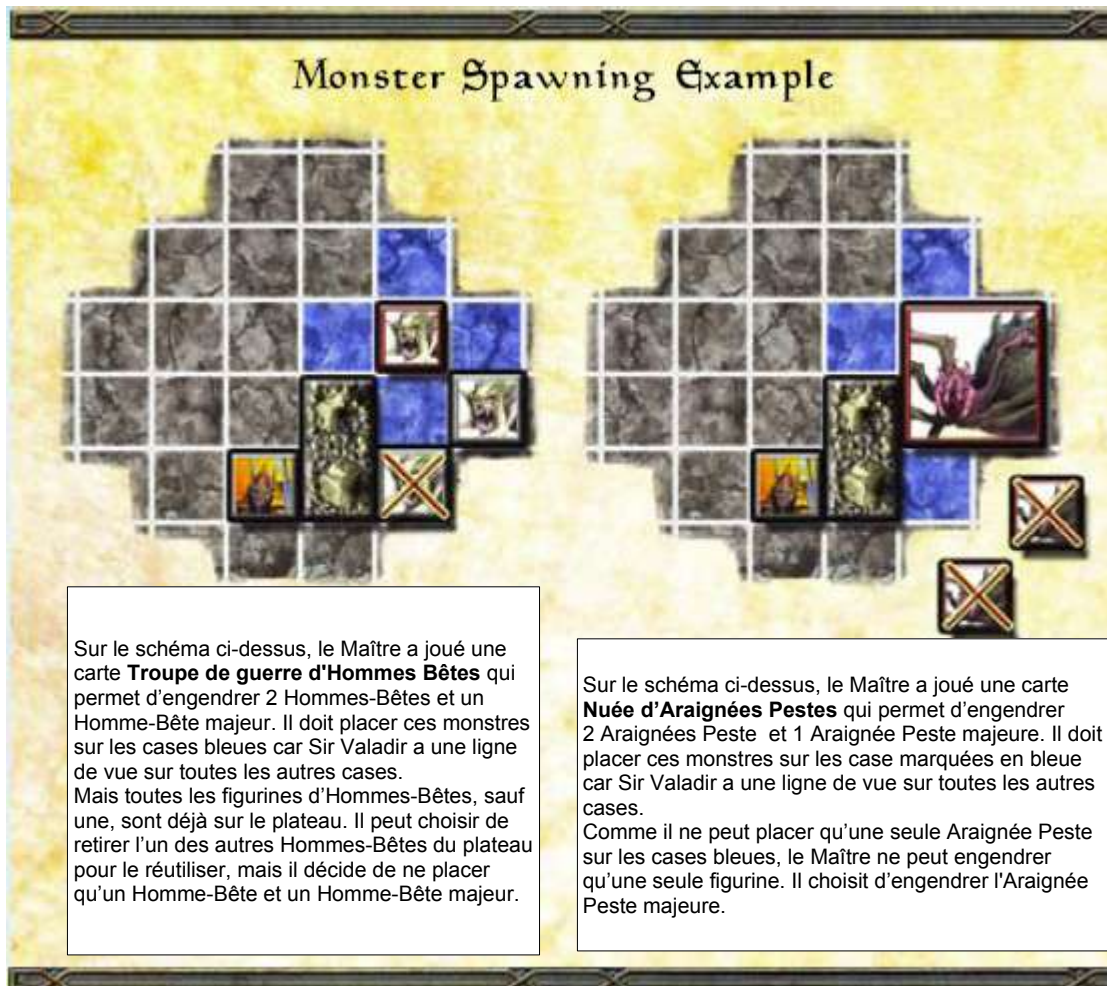 Monster Spawning Example
Sur le schéma ci-dessus, le Maître a joué une
carte Troupe de guerre d'Hommes Bêtes qui
permet d’engendrer 2 Hommes-Bêtes et un
Homme-Bête majeur. Il doit placer ces monstres
sur les cases bleues car Sir Valadir a une ligne
de vue sur toutes les autres cases.
Mais toutes les figurines d’Hommes-Bêtes, sauf
une, sont déjà sur le plateau. Il peut choisir de
retirer l’un des autres Hommes-Bêtes du plateau
pour le réutiliser, mais il décide de ne placer
qu’un Homme-Bête et un Homme-Bête majeur.
Sur le schéma ci-dessus, le Maître a joué une carte
Nuée d’Araignées Pestes qui permet d’engendrer
2 Araignées Peste et 1 Araignée Peste majeure. Il doit
placer ces monstres sur les case marquées en bleue
car Sir Valadir a une ligne de vue sur toutes les autres
cases.
Comme il ne peut placer qu’une seule Araignée Peste
sur les cases bleues, le Maître ne peut engendrer
qu’une seule figurine. Il choisit d’engendrer l'Araignée
Peste majeure.